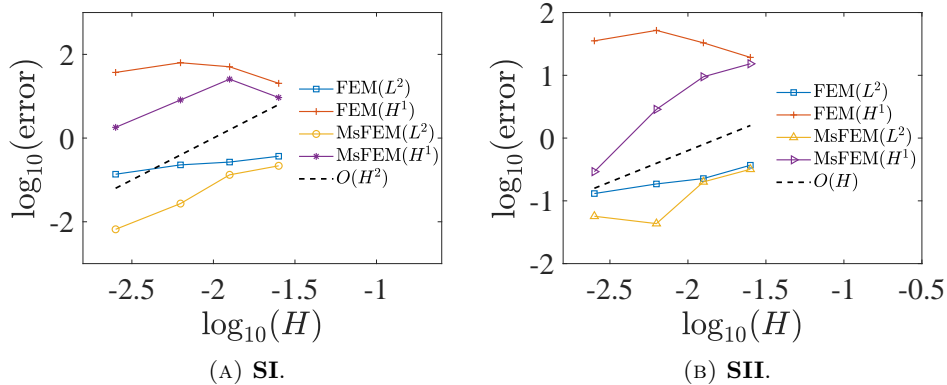 log₁₀(error)
2
0
-2
-2.5 -2 -1.5 -1
log₁₀(H)
FEM(L²)
FEM(H¹)
MsFEM(L²)
MsFEM(H¹)
O(H²)
(A) SI.
log₁₀(error)
2
1
0
-1
-2
-2.5 -2 -1.5 -1 -0.5
log₁₀(H)
FEM(L²)
FEM(H¹)
MsFEM(L²)
MsFEM(H¹)
O(H)
(B) SII.